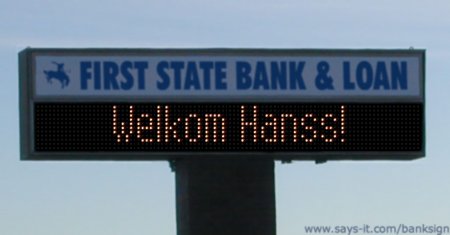 FIRST STATE BANK & LOAN
Welkom Hanss!
www.says-it.com/banksign